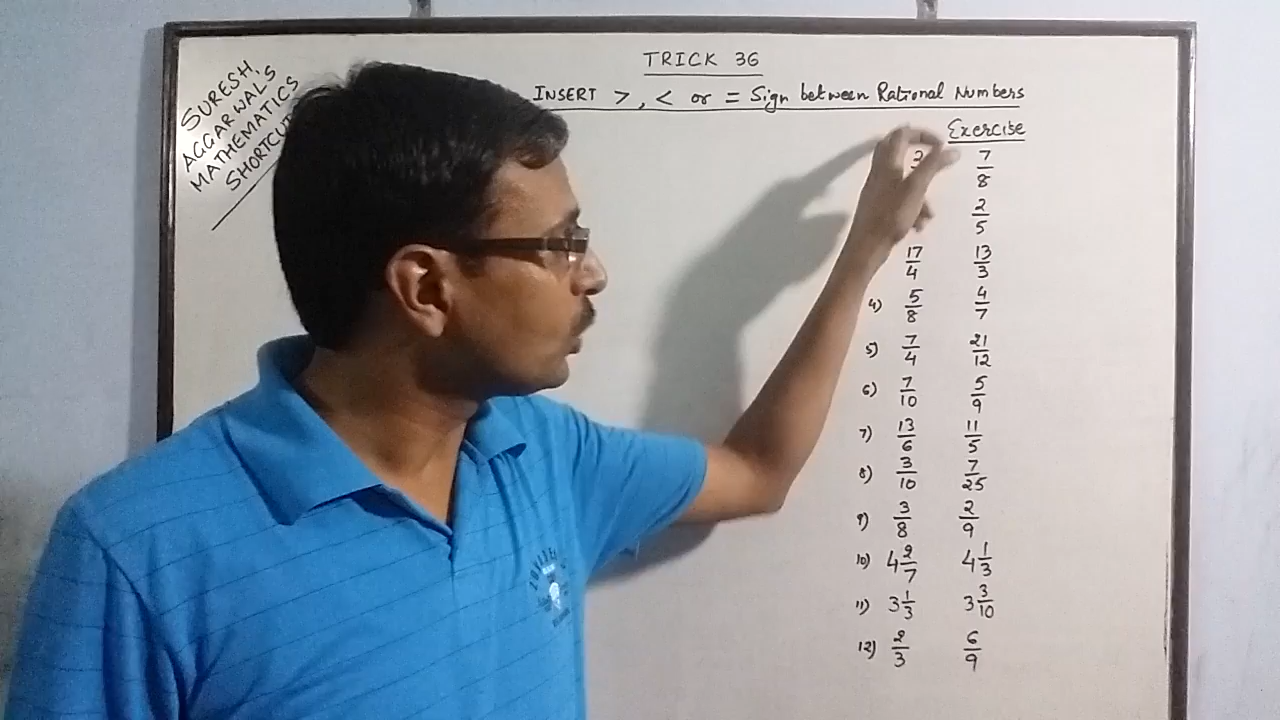 TRICK 36
SURESH'S
AGGARWAL'S
MATHEMATICS
INSERT >, < or = Sign between Rational Numbers
Exercise
7/8
2/5
17/4 13/3
4) 5/8 4/7
5) 7/4 21/12
6) 7/10 5/9
7) 13/6 11/5
8) 3/10 7/25
9) 3/8 2/9
10) 4 2/7 4 1/3
11) 3 1/3 3 3/10
12) 2/3 6/9